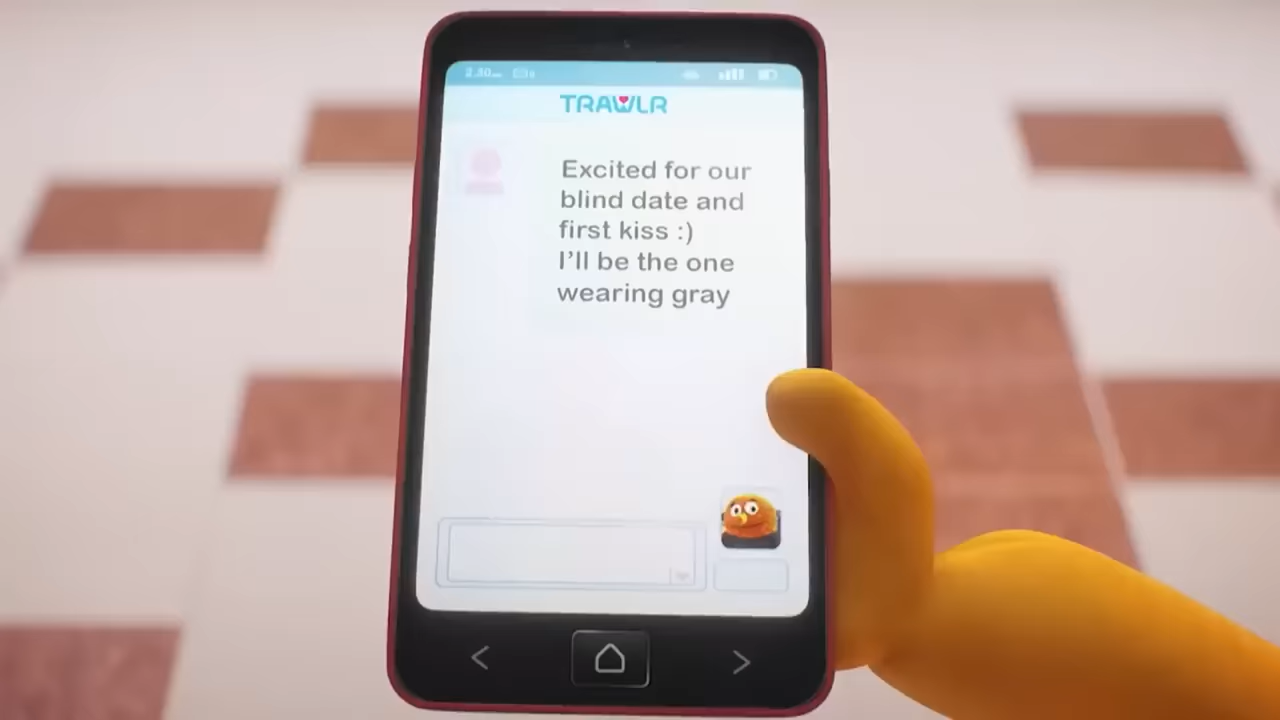 TRAWLR
Excited for our
blind date and
first kiss :)
I’ll be the one
wearing gray